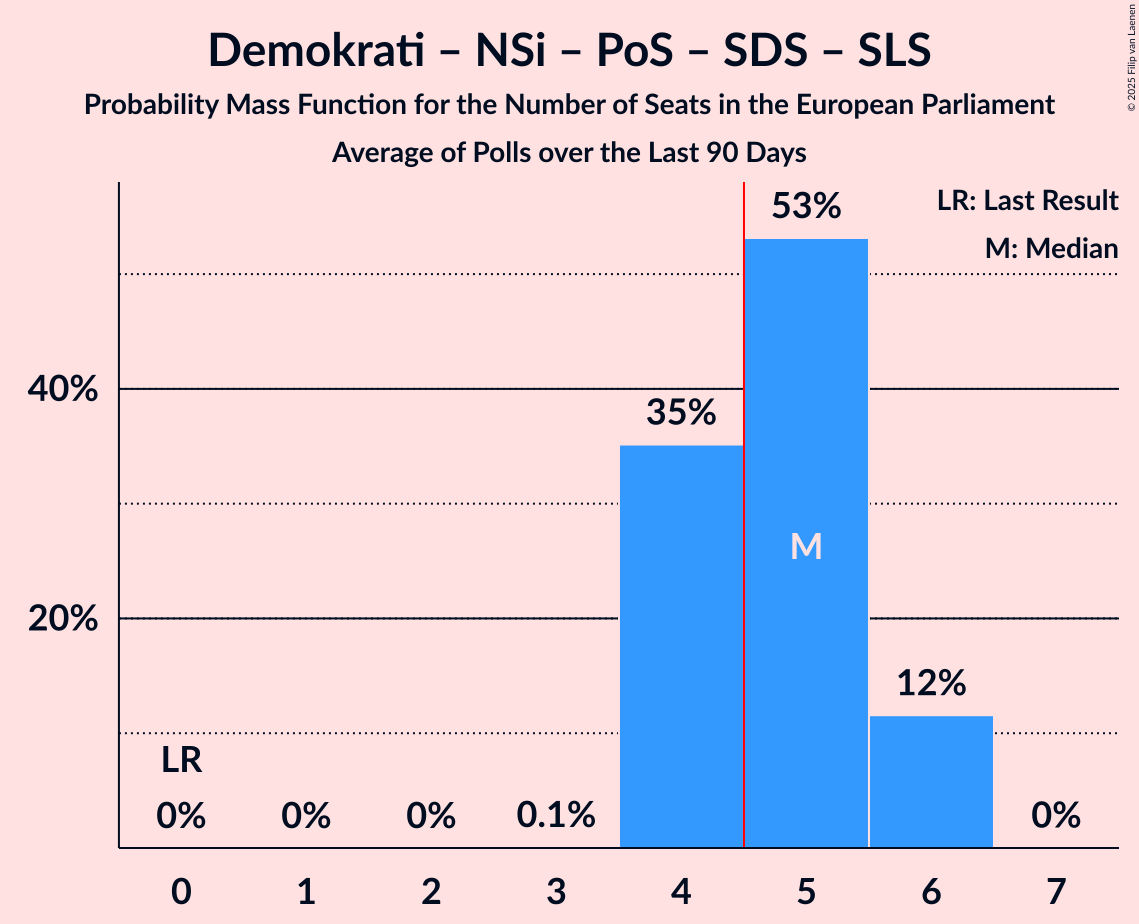 Demokrati – NSi – PoS – SDS – SLS
Probability Mass Function for the Number of Seats in the European Parliament
Average of Polls over the Last 90 Days
© 2025 Filip van Laenen
LR: Last Result
M: Median
53%
40%
35%
M
20%
12%
LR
0% 0% 0% 0.1% 0%
0 1 2 3 4 5 6 7